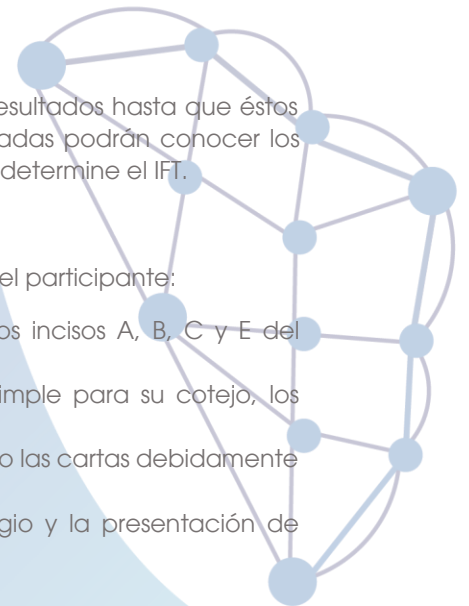 esultados hasta que éstos
adas podrán conocer los
determine el IFT.
el participante:
os incisos A, B, C y E del
imple para su cotejo, los
o las cartas debidamente
gio y la presentación de